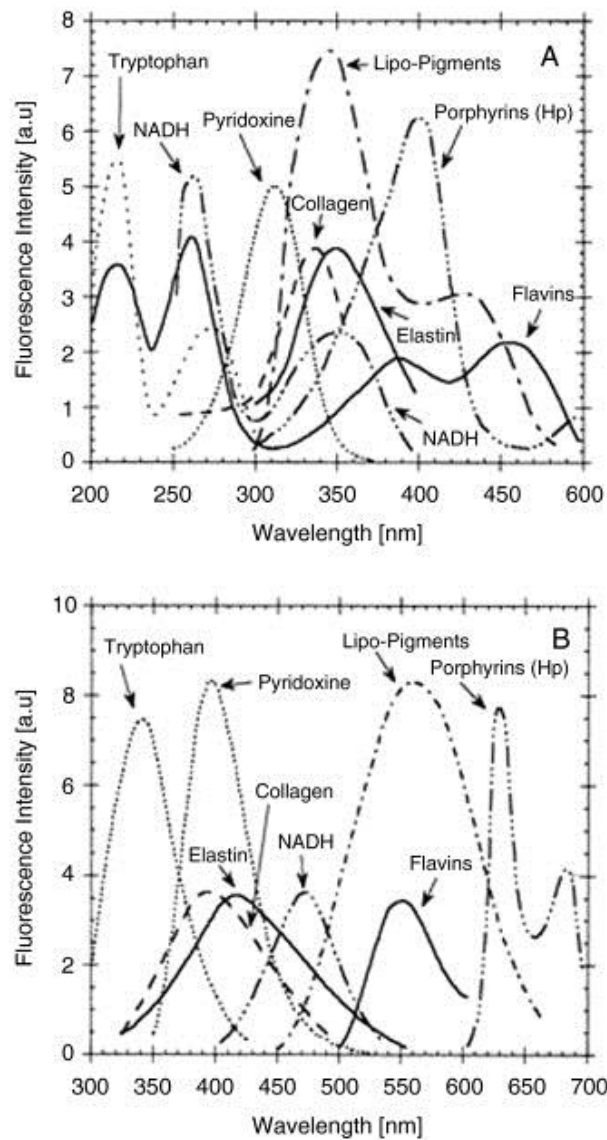 8
A
Tryptophan
Lipo-Pigments
7
NADH
Pyridoxine
Porphyrins (Hp)
6
5
Collagen
4
Flavins
3
Elastin
2
1
NADH
0
200 250 300 350 400 450 600
Wavelength [nm]
Fluorescence Intensity [a.u]
10
B
Lipo-Pigments
Tryptophan
Porphyrins (Hp)
Pyridoxine
8
Collagen
6
NADH
Elastin
Flavins
4
2
0
300 350 400 450 500 550 600 650 700
Wavelength [nm]
Fluorescence Intensity [a.u]